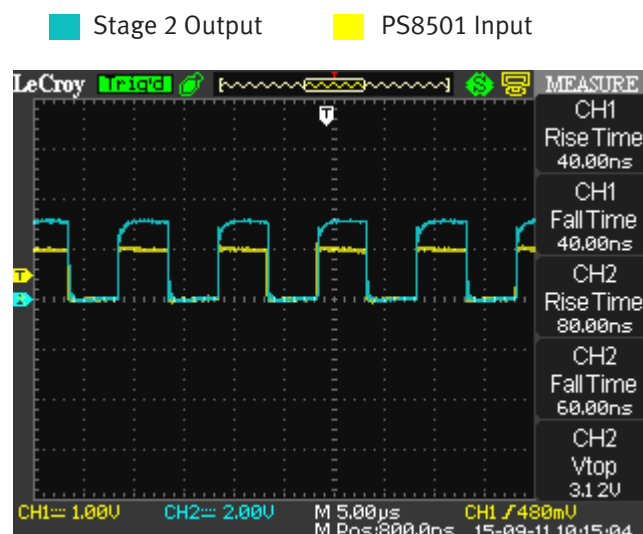 Stage 2 Output PS8501 Input
LeCroy Trig'd T S MEASURE
T
CH1
Rise Time
40.00ns
CH1
Fall Time
40.00ns
CH2
Rise Time
80.00ns
CH2
Fall Time
60.00ns
CH2
Vtop
3.12V
T
CH1 1.00V CH2 2.00V M 5.00µs CH1 480mV
M Pos:800.0ns 15-09-11 10:15:04